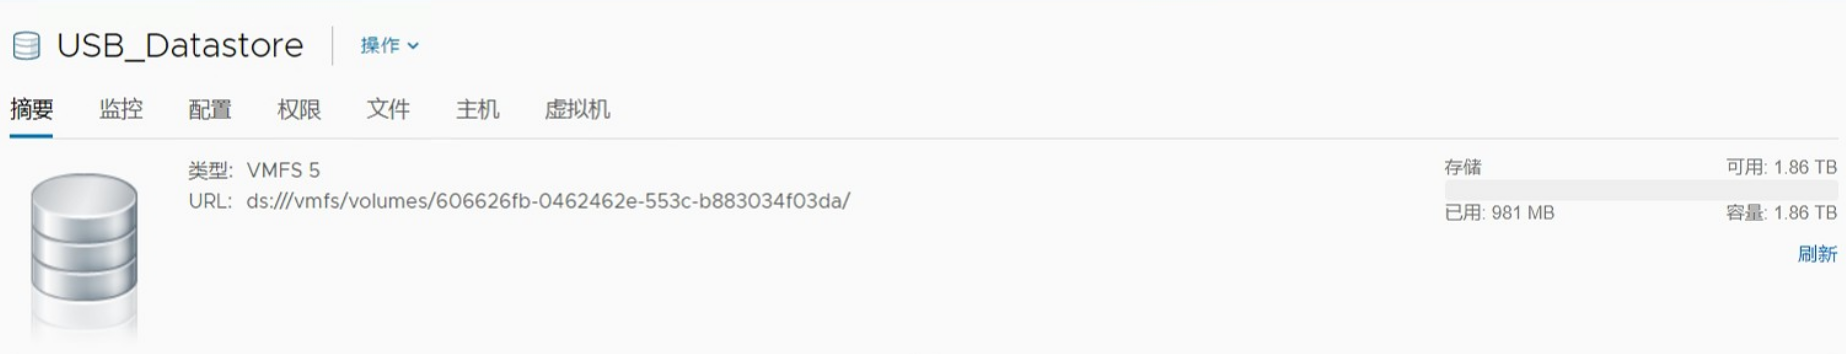 USB_Datastore 操作
摘要 监控 配置 权限 文件 主机 虚拟机
类型: VMFS 5
URL: ds:///vmfs/volumes/606626fb-0462462e-553c-b883034f03da/
存储 可用: 1.86 TB
已用: 981 MB 容量: 1.86 TB
刷新